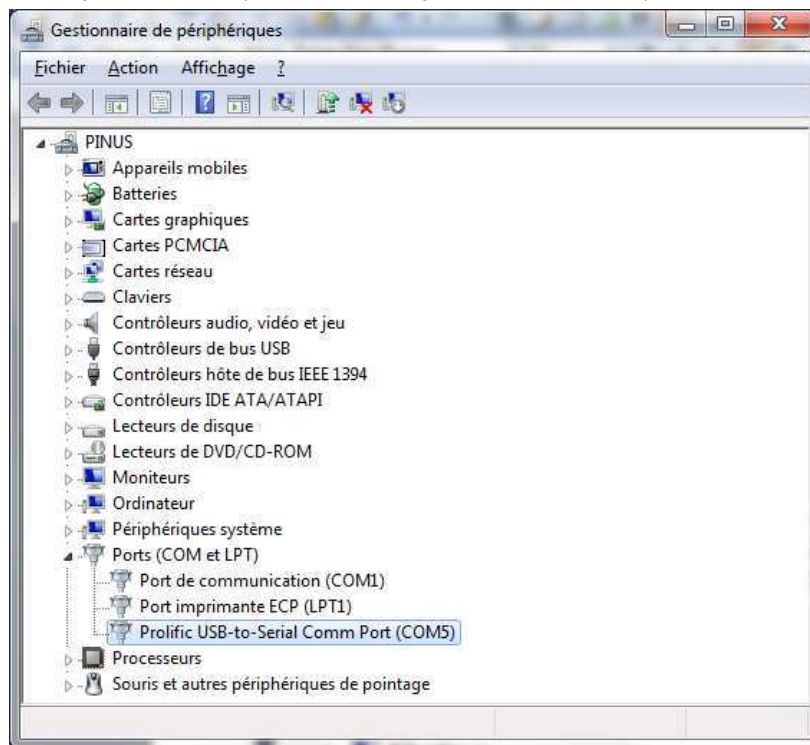 Gestionnaire de périphériques
Fichier Action Affichage ?
PINUS
Appareils mobiles
Batteries
Cartes graphiques
Cartes PCMCIA
Cartes réseau
Claviers
Contrôleurs audio, vidéo et jeu
Contrôleurs de bus USB
Contrôleurs hôte de bus IEEE 1394
Contrôleurs IDE ATA/ATAPI
Lecteurs de disque
Lecteurs de DVD/CD-ROM
Moniteurs
Ordinateur
Périphériques système
Ports (COM et LPT)
Port de communication (COM1)
Port imprimante ECP (LPT1)
Prolific USB-to-Serial Comm Port (COM5)
Processeurs
Souris et autres périphériques de pointage